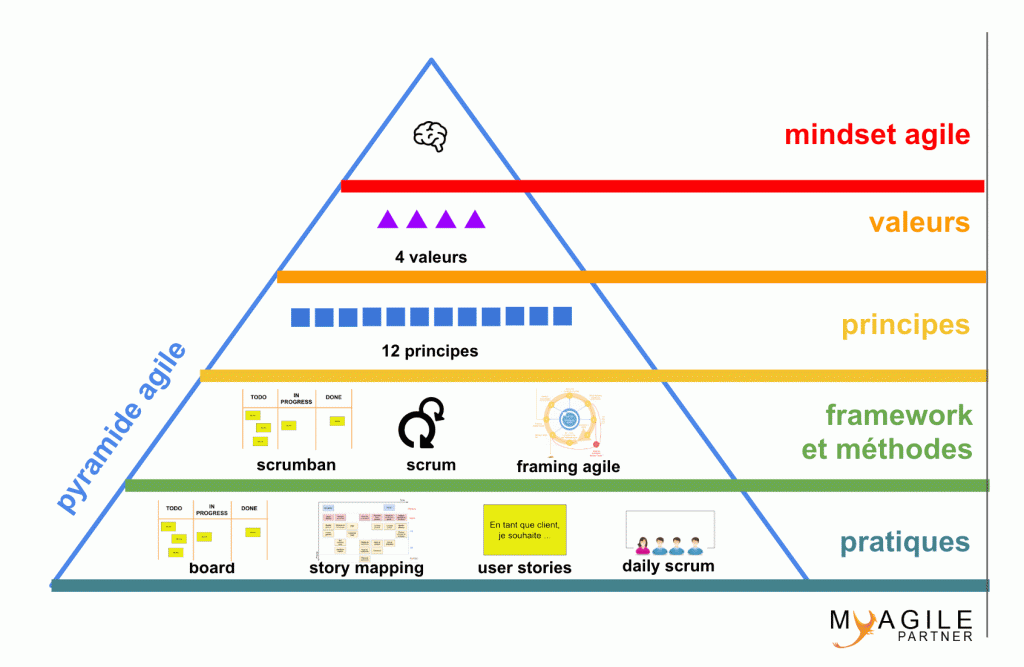 mindset agile
valeurs
4 valeurs
principes
12 principes
pyramide agile
framework
et méthodes
TODO
IN
PROGRESS
DONE
scrumban
scrum
framing agile
pratiques
TODO
IN
PROGRESS
DONE
En tant que client,
je souhaite ...
board
story mapping
user stories
daily scrum
MYAGILE
PARTNER